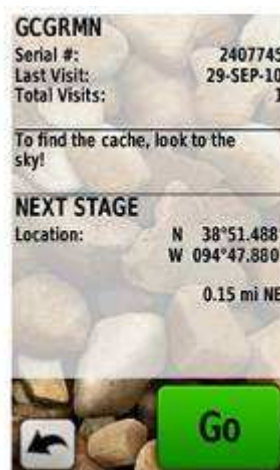 GCGRMN
Serial #: 2407745
Last Visit: 29-SEP-10
Total Visits: 1
To find the cache, look to the
sky!
NEXT STAGE
Location: N 38°51.488
W 094°47.880
0.15 mi NE
Go